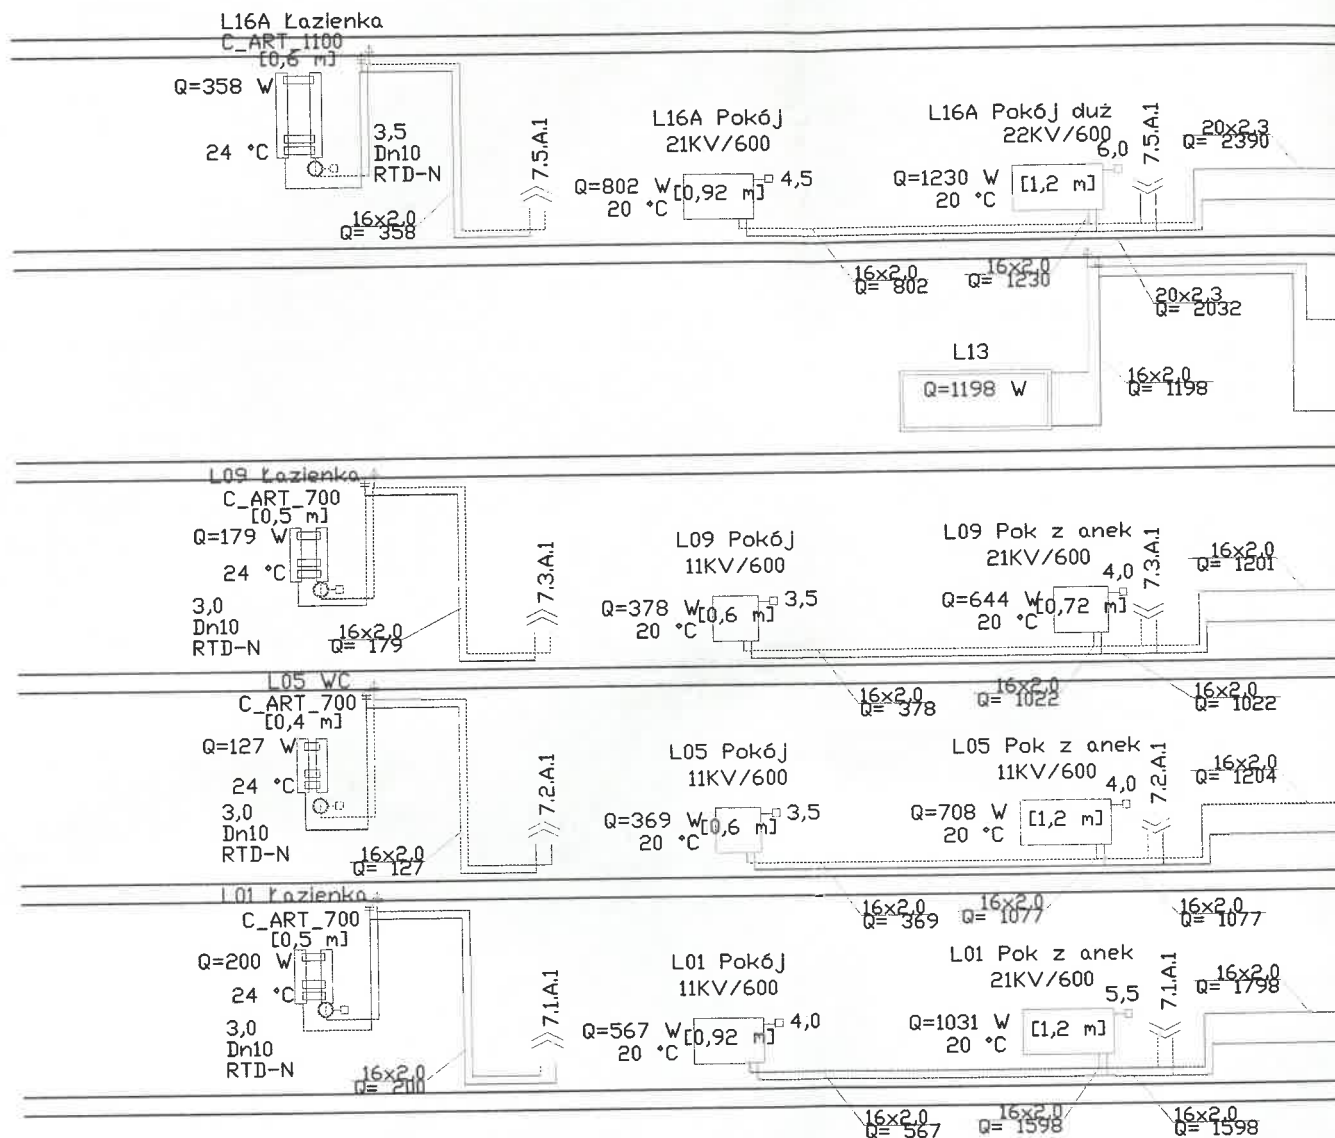 L16A Łazienka
C_ART_1100
[0,6 m]
Q=358 W
24 °C
3,5
Dn10
RTD-N
16x2,0
Q= 358
7.5.A.1
L16A Pokój
21KV/600
Q=802 W
[0,92 m]
4,5
20 °C
L16A Pokój duż
22KV/600
6,0
Q=1230 W
[1,2 m]
20 °C
7.5.A.1
20x2,3
Q= 2390
16x2,0
Q= 802
16x2,0
Q= 1230
20x2,3
Q= 2032
L13
Q=1198 W
16x2,0
Q= 1198
L09 Łazienka
C_ART_700
[0,5 m]
Q=179 W
24 °C
3,0
Dn10
RTD-N
16x2,0
Q= 179
7.3.A.1
L09 Pokój
11KV/600
Q=378 W
[0,6 m]
3,5
20 °C
L09 Pok z anek
21KV/600
4,0
Q=644 W
[0,72 m]
20 °C
7.3.A.1
16x2,0
Q= 1201
16x2,0
Q= 378
16x2,0
Q= 1022
16x2,0
Q= 1022
L05 WC
C_ART_700
[0,4 m]
Q=127 W
24 °C
3,0
Dn10
RTD-N
16x2,0
Q= 127
7.2.A.1
L05 Pokój
11KV/600
Q=369 W
[0,6 m]
3,5
20 °C
L05 Pok z anek
11KV/600
4,0
Q=708 W
[1,2 m]
20 °C
7.2.A.1
16x2,0
Q= 1204
16x2,0
Q= 369
16x2,0
Q= 1077
16x2,0
Q= 1077
L01 Łazienka
C_ART_700
[0,5 m]
Q=200 W
24 °C
3,0
Dn10
RTD-N
16x2,0
Q= 200
7.1.A.1
L01 Pokój
11KV/600
Q=567 W
[0,92 m]
4,0
20 °C
L01 Pok z anek
21KV/600
5,5
Q=1031 W
[1,2 m]
20 °C
7.1.A.1
16x2,0
Q= 1798
16x2,0
Q= 567
16x2,0
Q= 1598
16x2,0
Q= 1598